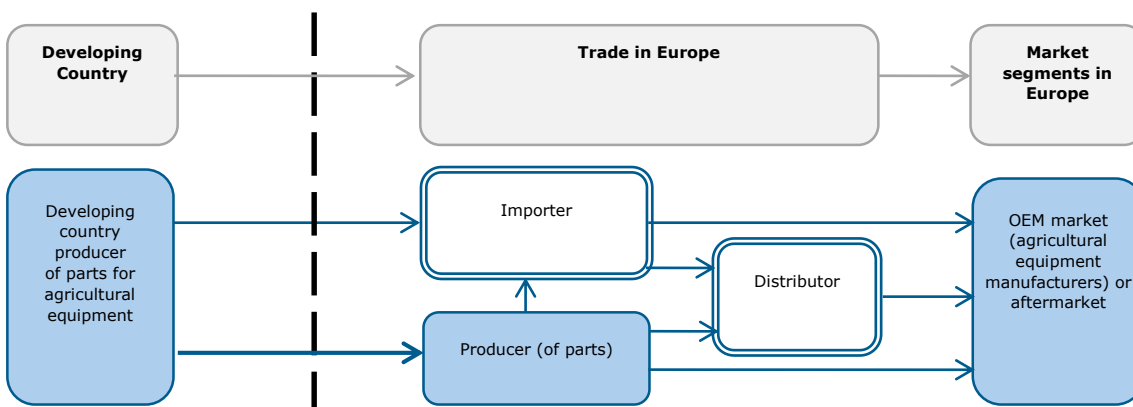 Developing
Country
Trade in Europe
Market
segments in
Europe
Developing
country
producer
of parts for
agricultural
equipment
Importer
Distributor
Producer (of parts)
OEM market
(agricultural
equipment
manufacturers) or
aftermarket